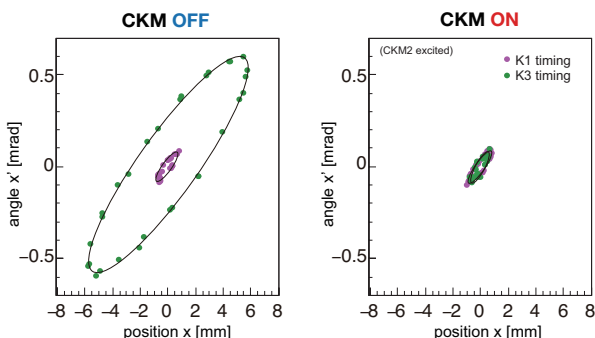 CKM OFF
CKM ON
angle x' [mrad]
0.5
0
−0.5
−8 −6 −4 −2 0 2 4 6 8
position x [mm]
angle x' [mrad]
(CKM2 excited)
K1 timing
K3 timing
0.5
0
−0.5
−8 −6 −4 −2 0 2 4 6 8
position x [mm]